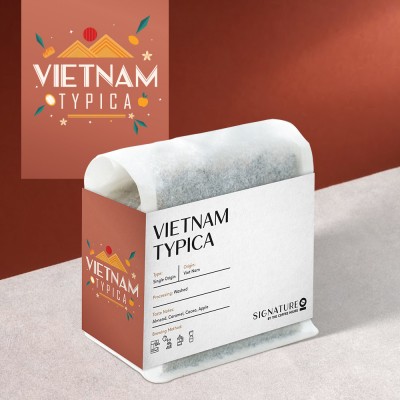 VIETNAM
TYPICA
VIETNAM
TYPICA
Type:
Single Origin
Origin:
Viet Nam
Processing: Washed
Taste Notes:
Almond, Caramel, Cacao, Apple
Brewing Method:
SIGNATURE
BY THE COFFEE HOUSE
VIETNAM
TYPICA